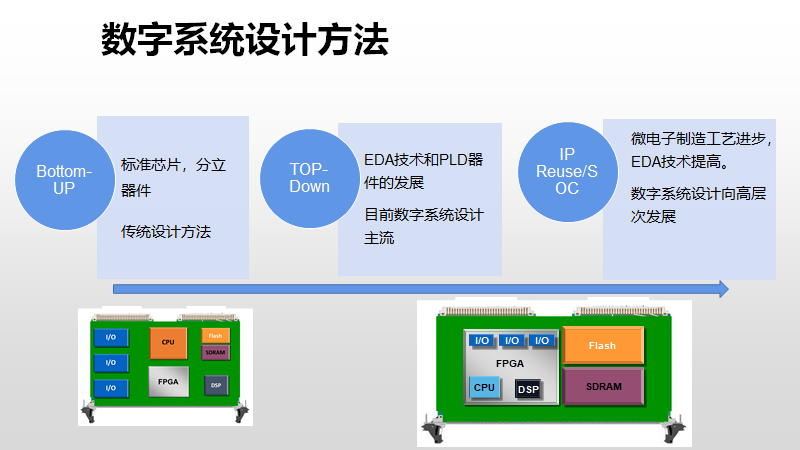 数字系统设计方法
Bottom-
UP
标准芯片，分立
器件
传统设计方法
TOP-
Down
EDA技术和PLD器
件的发展
目前数字系统设计
主流
IP
Reuse/S
OC
微电子制造工艺进步，
EDA技术提高。
数字系统设计向高层
次发展
I/O
I/O
I/O
CPU
FPGA
Flash
SDRAM
DSP
I/O
I/O
I/O
FPGA
CPU
DSP
Flash
SDRAM